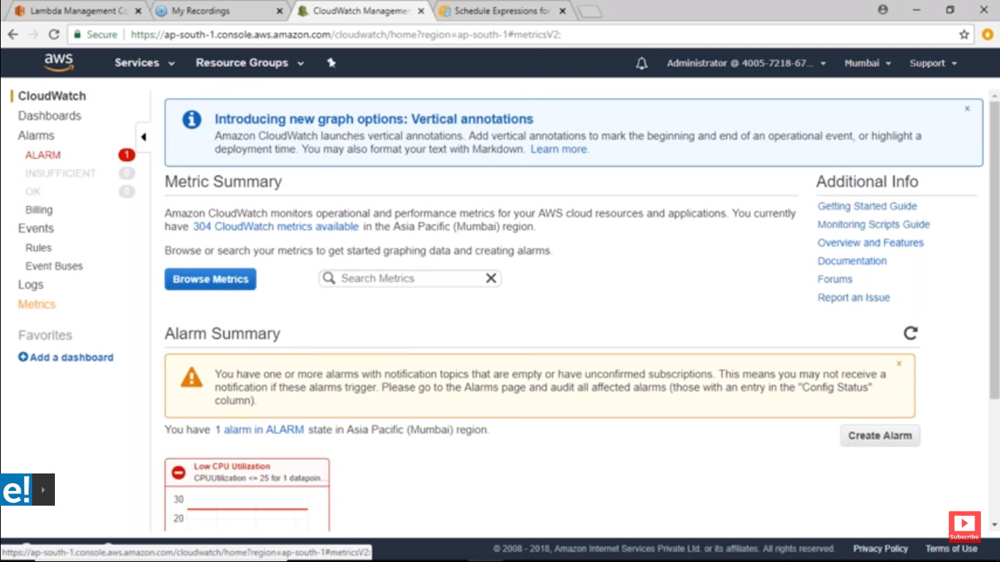 Lambda Management Co
My Recordings
CloudWatch Managemen
Schedule Expressions for
Secure
https://ap-south-1.console.aws.amazon.com/cloudwatch/home?region=ap-south-1#metricsV2:
aws
Services
Resource Groups
Administrator @ 4005-7218-67...
Mumbai
Support
CloudWatch
Dashboards
Alarms
ALARM 1
INSUFFICIENT 0
OK 0
Billing
Events
Rules
Event Buses
Logs
Metrics
Favorites
Add a dashboard
Introducing new graph options: Vertical annotations
Amazon CloudWatch launches vertical annotations. Add vertical annotations to mark the beginning and end of an operational event, or highlight a
deployment time. You may also format your text with Markdown. Learn more.
Metric Summary
Amazon CloudWatch monitors operational and performance metrics for your AWS cloud resources and applications. You currently
have 304 CloudWatch metrics available in the Asia Pacific (Mumbai) region.
Browse or search your metrics to get started graphing data and creating alarms.
Browse Metrics
Search Metrics
Additional Info
Getting Started Guide
Monitoring Scripts Guide
Overview and Features
Documentation
Forums
Report an Issue
Alarm Summary
You have one or more alarms with notification topics that are empty or have unconfirmed subscriptions. This means you may not receive a
notification if these alarms trigger. Please go to the Alarms page and audit all affected alarms (those with an entry in the "Config Status"
column).
You have 1 alarm in ALARM state in Asia Pacific (Mumbai) region.
Create Alarm
Low CPU Utilization
CPUUtilization <= 25 for 1 datapoin...
30
20
e!
Subscribe
https://ap-south-1.console.aws.amazon.com/cloudwatch/home?region=ap-south-1#metricsV2:
© 2008 - 2018, Amazon Internet Services Private Ltd. or its affiliates. All rights reserved.
Privacy Policy
Terms of Use